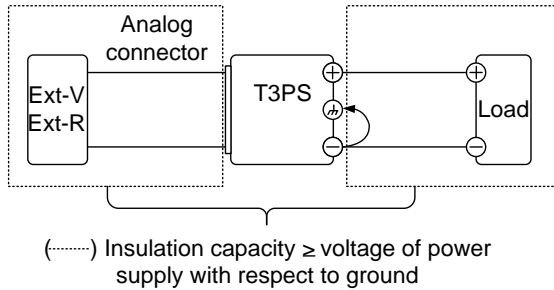 Analog
connector
Ext-V
Ext-R
T3PS
Load
(········) Insulation capacity ≥ voltage of power
supply with respect to ground